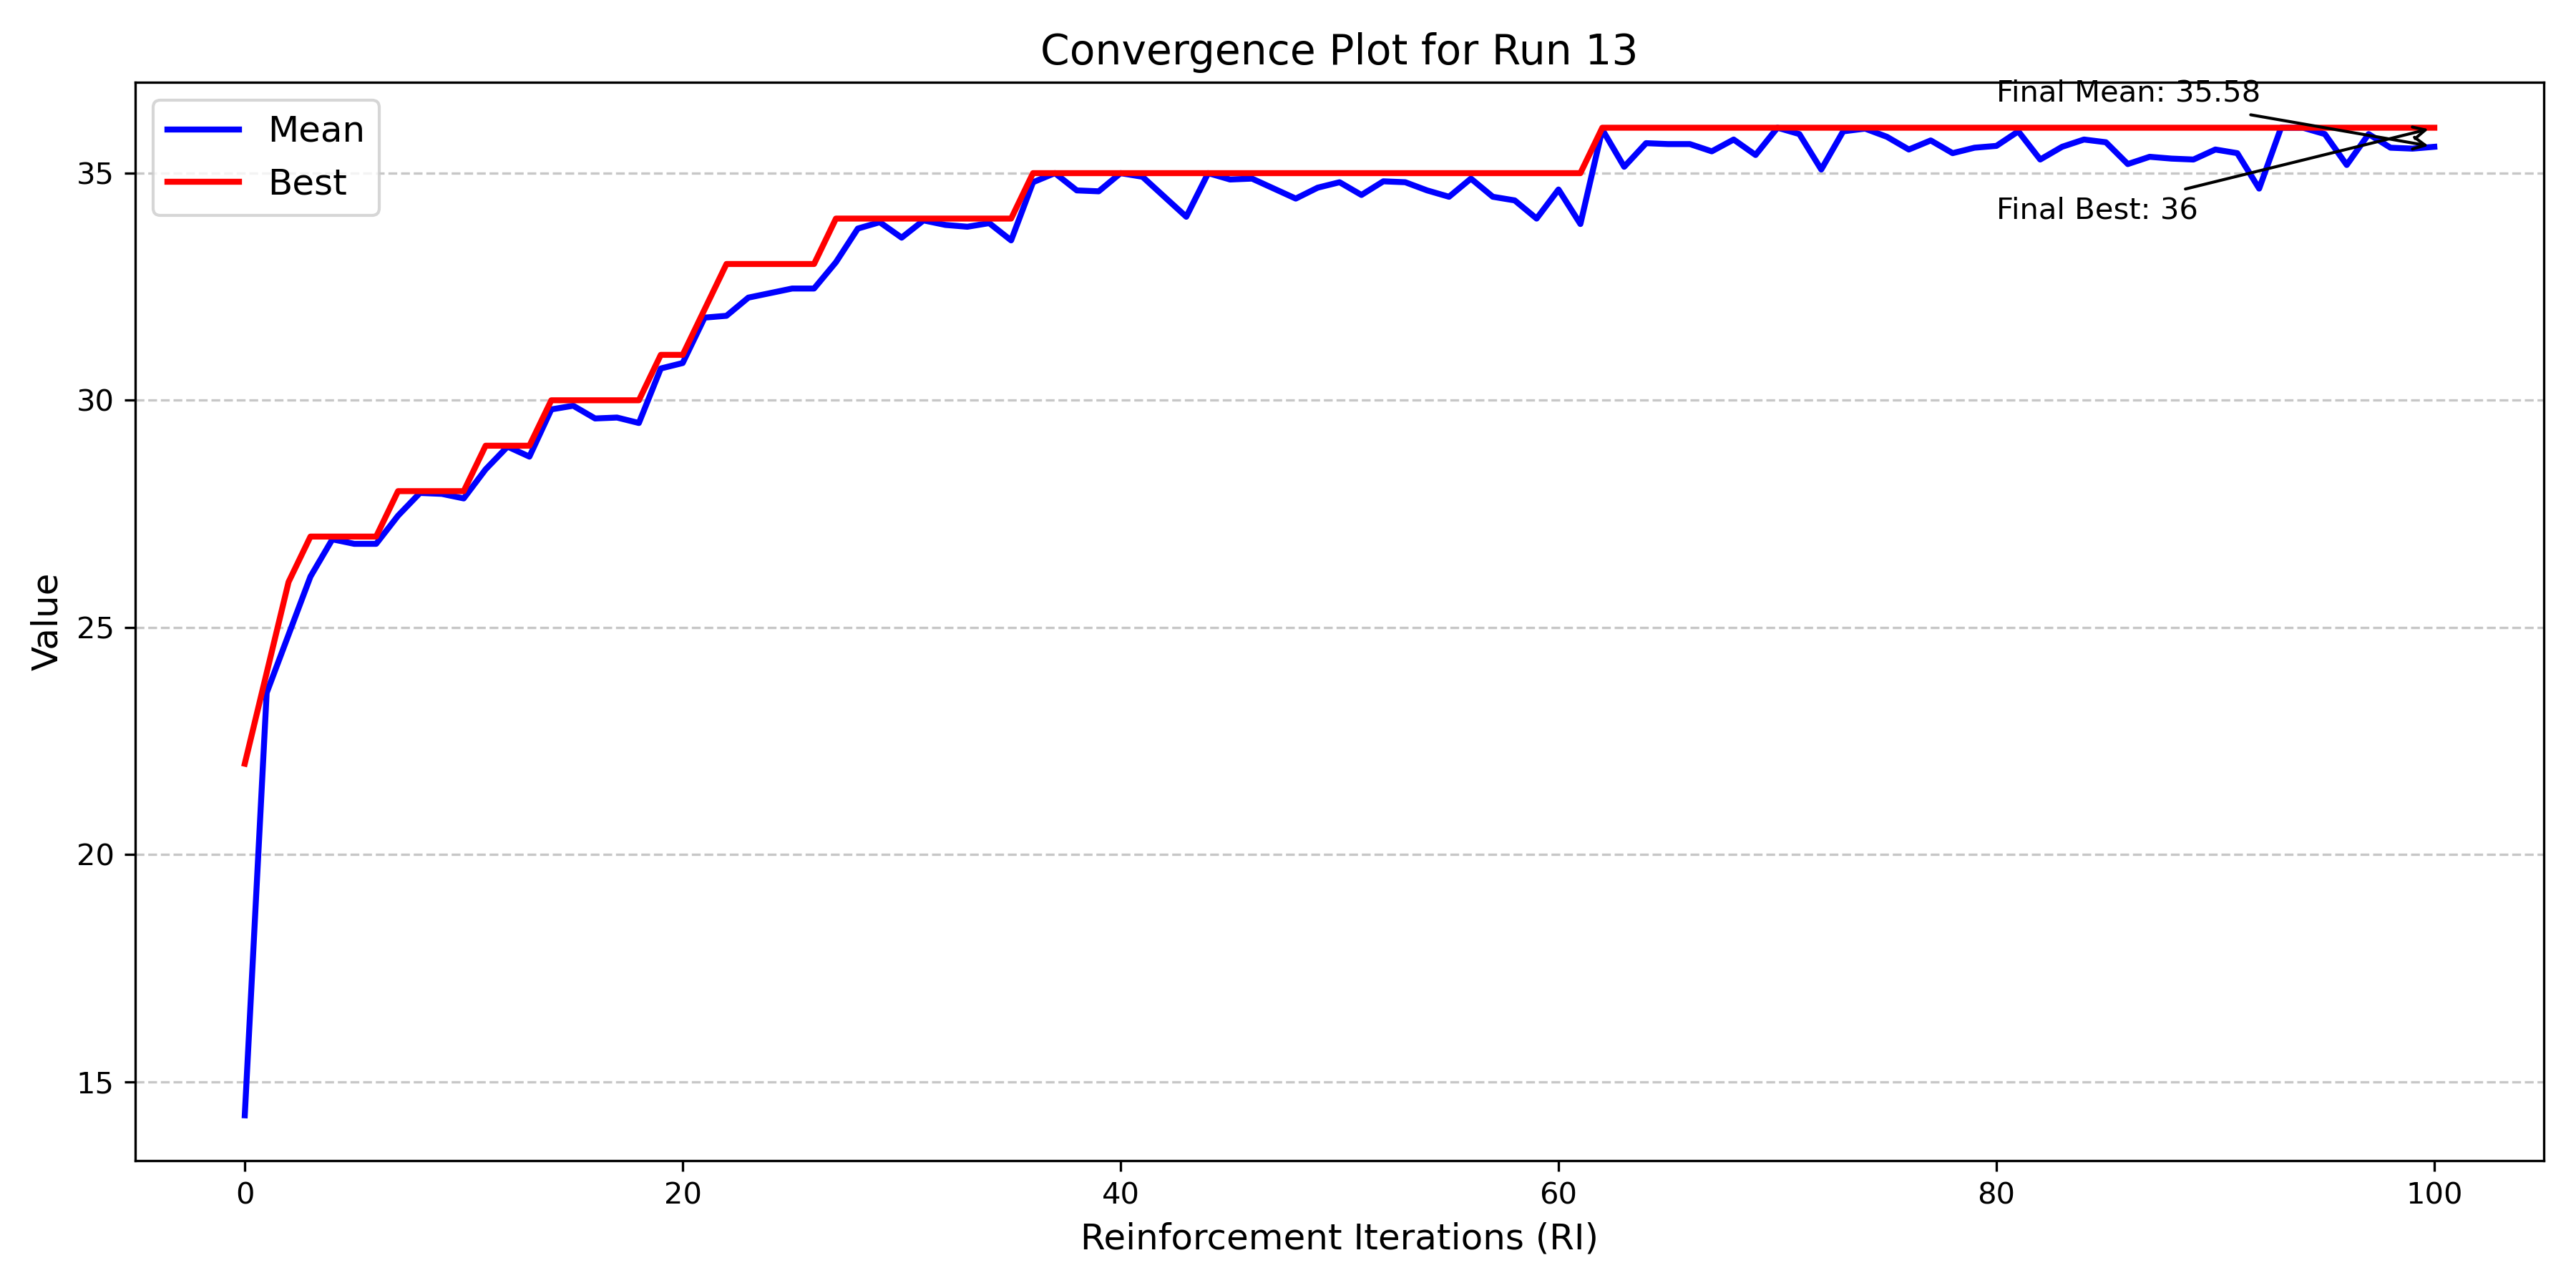 Convergence Plot for Run 13
Final Mean: 35.58
Mean
Best
Final Best: 36
35
30
25
20
15
Value
0 20 40 60 80 100
Reinforcement Iterations (RI)